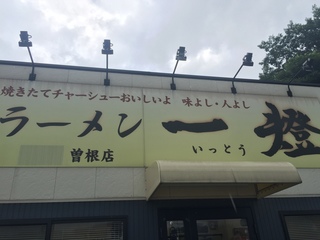 焼きたてチャーシューおいしいよ 味よし・人よし
ラーメン 一燈
いっとう
曽根店